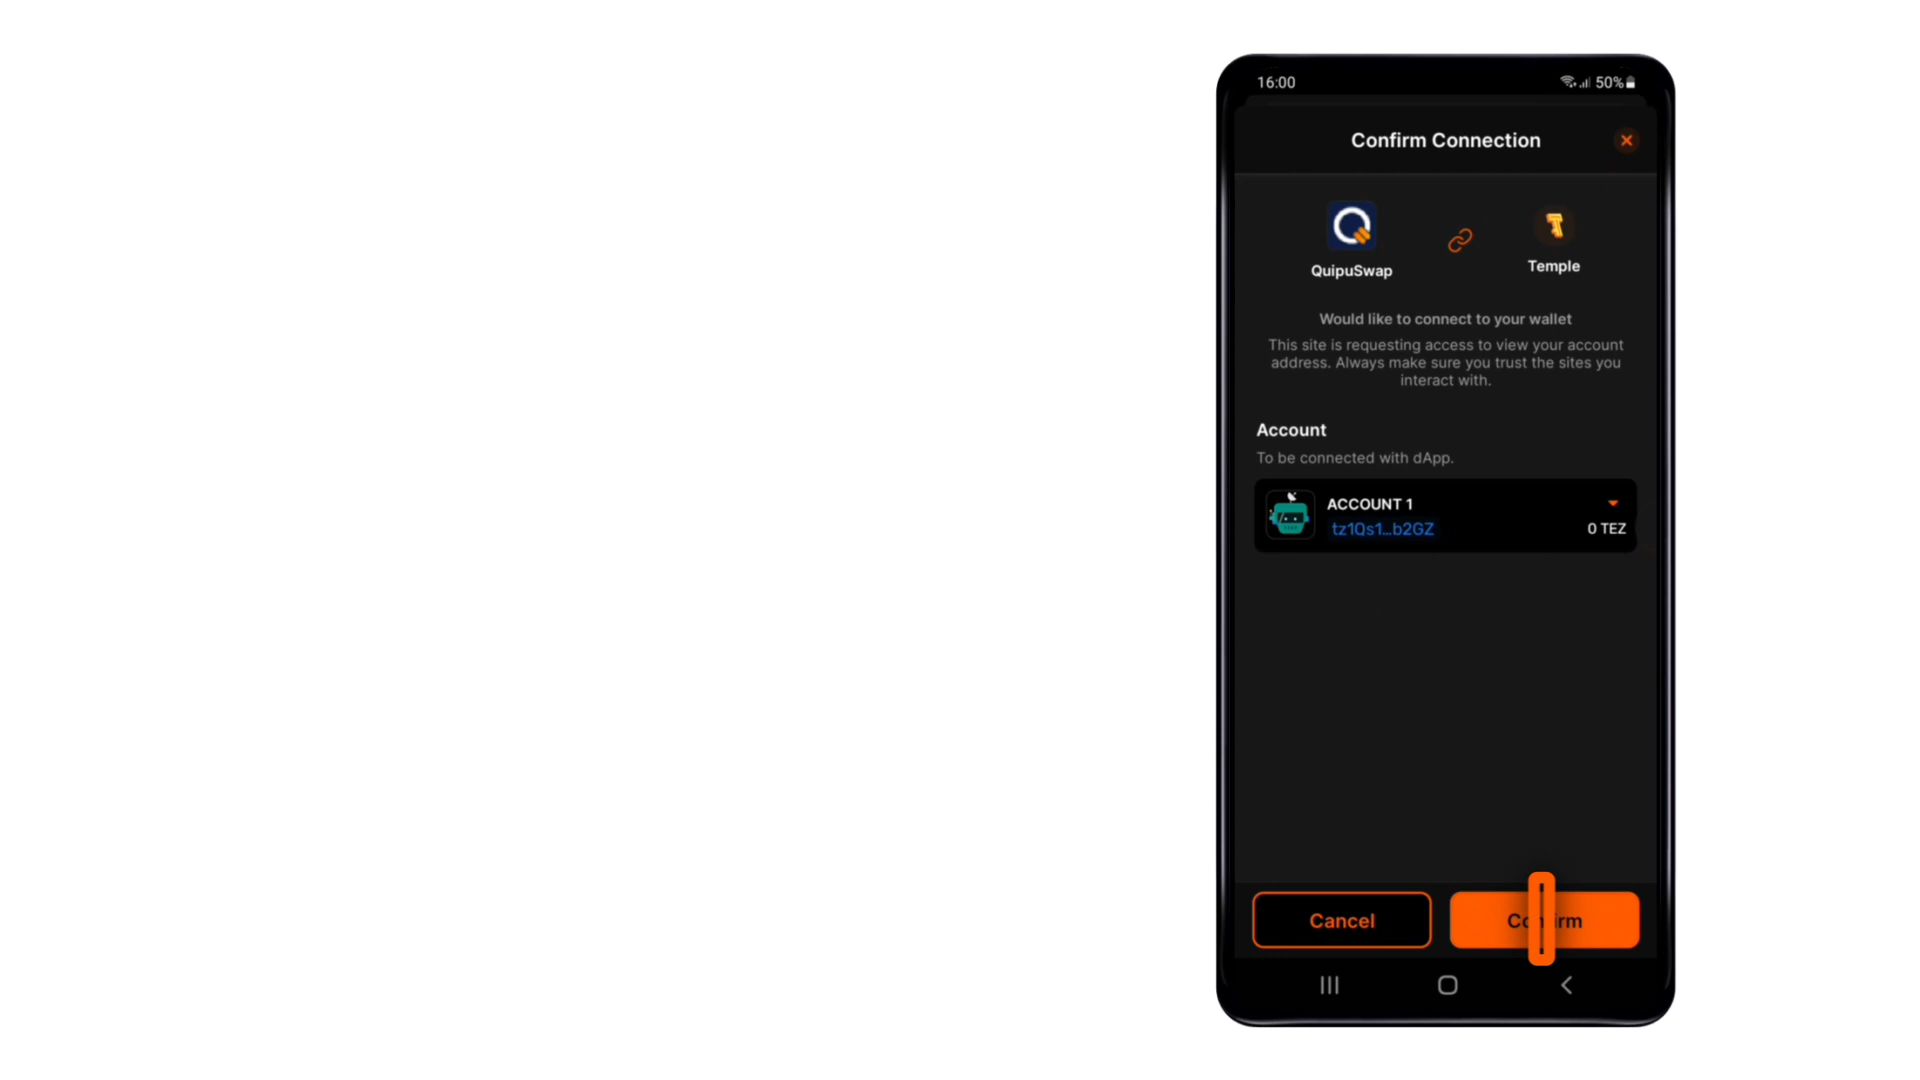 16:00
50%
Confirm Connection
QuipuSwap
Temple
Would like to connect to your wallet
This site is requesting access to view your account
address. Always make sure you trust the sites you
interact with.
Account
To be connected with dApp.
ACCOUNT 1
tz1Qs1...b2GZ
0 TEZ
Cancel
Confirm